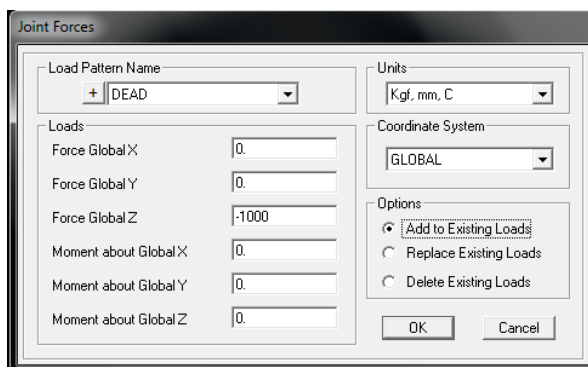 Joint Forces
Load Pattern Name
+ DEAD
Units
Kgf, mm, C
Loads
Force Global X 0.
Force Global Y 0.
Force Global Z -1000
Moment about Global X 0.
Moment about Global Y 0.
Moment about Global Z 0.
Coordinate System
GLOBAL
Options
Add to Existing Loads
Replace Existing Loads
Delete Existing Loads
OK Cancel